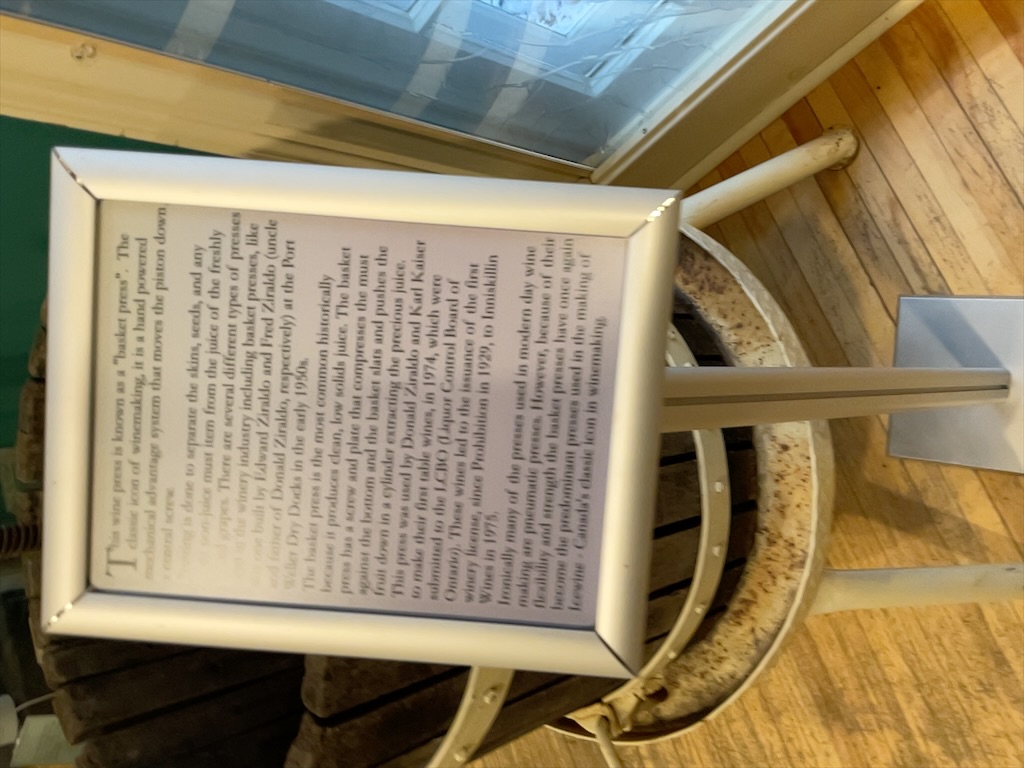 This wine press is known as a "basket press". The
classic icon of winemaking, it is a hand powered
mechanical advantage system that moves the piston down
a central screw.
is done to separate the skins, seeds, and any
juice must item from the juice of the freshly
grapes. There are several different types of presses
the winery industry including basket presses, like
one built by Edward Ziraldo and Fred Ziraldo (uncle
and father of Donald Ziraldo, respectively) at the Port
Weller Dry Docks in the early 1950s.
The basket press is the most common historically
because it produces clean, low solids juice. The basket
press has a screw and plate that compresses the must
against the bottom and the basket slats and pushes the
fruit down in a cylinder extracting the precious juice.
This press was used by Donald Ziraldo and Karl Kaiser
to make their first table wines, in 1974, which were
submitted to the LCBO (Liquor Control Board of
Ontario). These wines led to the issuance of the first
winery license, since Prohibition in 1929, to Inniskillin
Wines in 1975.
Ironically many of the presses used in modern day wine
making are pneumatic presses. However, because of their
flexibility and strength the basket presses have once again
become the predominant presses used in the making of
Icewine - Canada's classic icon in winemaking.